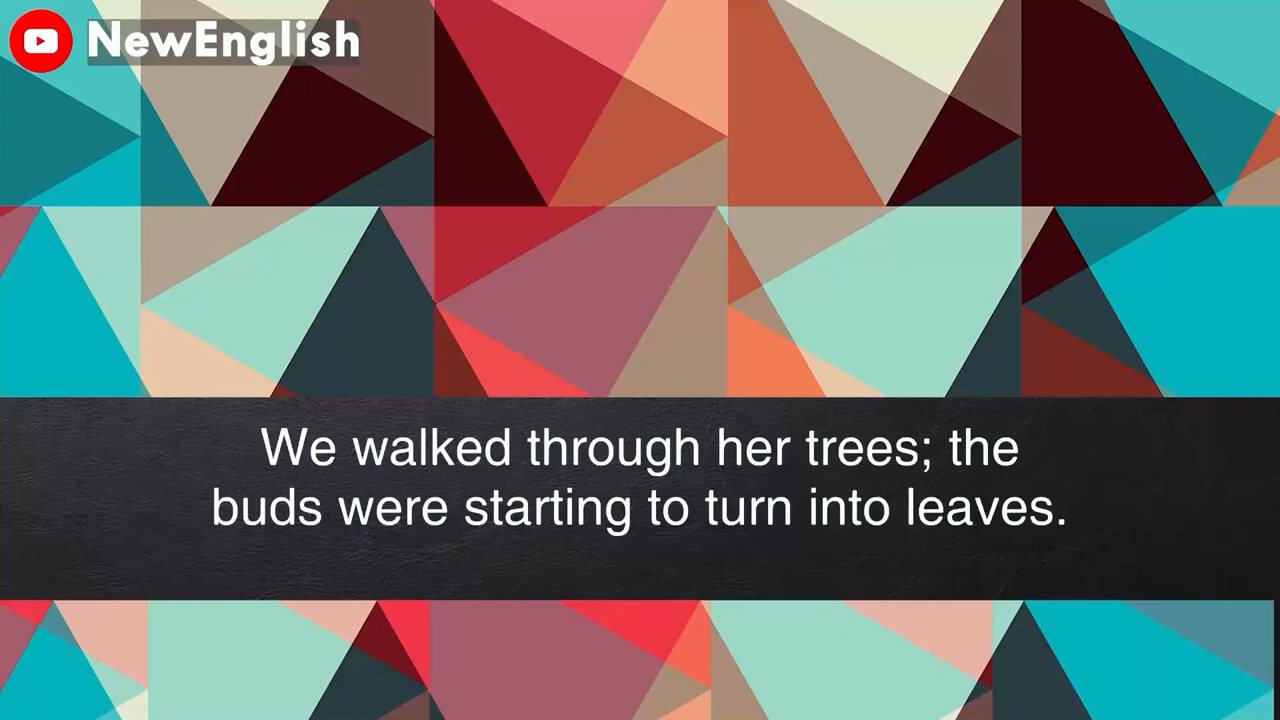 NewEnglish
We walked through her trees; the
buds were starting to turn into leaves.